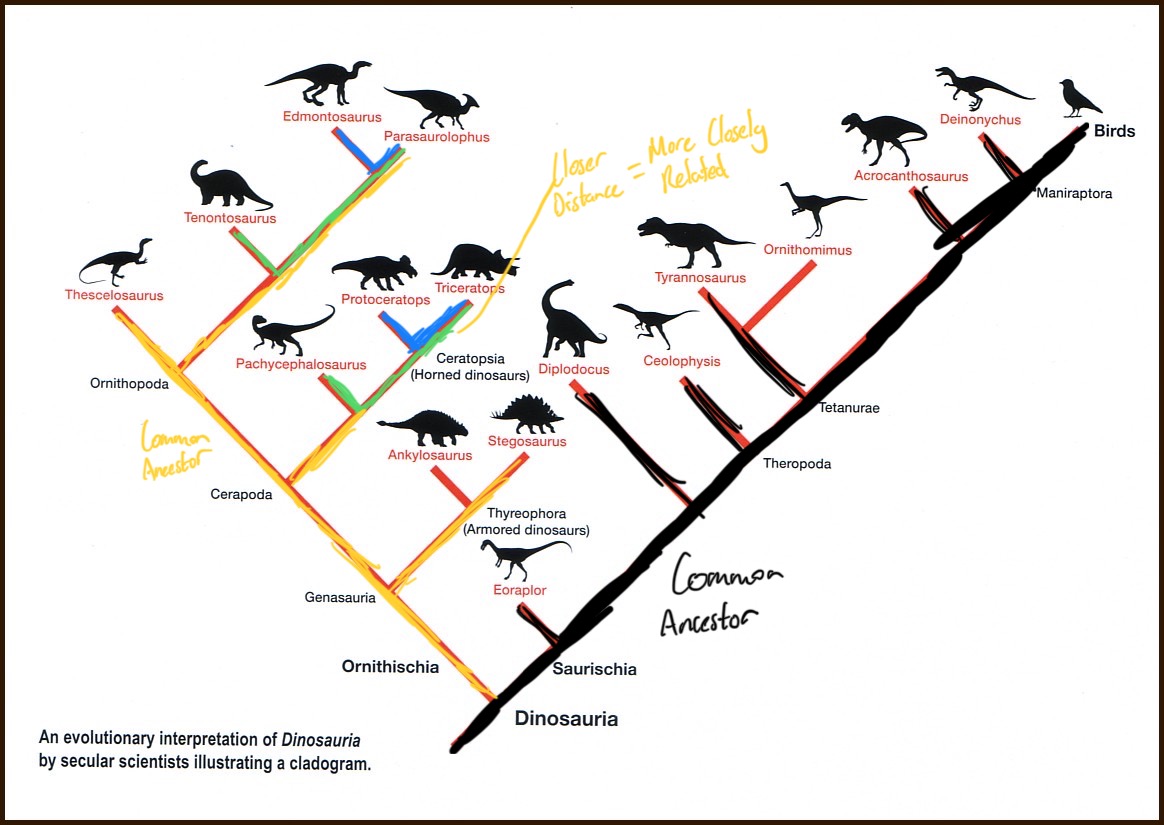 Edmontosaurus
Parasaurolophus
Closer
Distance
= More Closely
Related
Deinonychus
Birds
Acrocanthosaurus
Maniraptora
Tenontosaurus
Ornithomimus
Thescelosaurus
Protoceratops
Triceratops
Tyrannosaurus
Pachycephalosaurus
Ceratopsia
(Horned dinosaurs)
Diplodocus
Ceolophysis
Ornithopoda
Tetanurae
Common
Ancestor
Ankylosaurus
Stegosaurus
Theropoda
Cerapoda
Thyreophora
(Armored dinosaurs)
Eoraplor
Genasauria
Common
Ancestor
Ornithischia
Saurischia
Dinosauria
An evolutionary interpretation of Dinosauria
by secular scientists illustrating a cladogram.